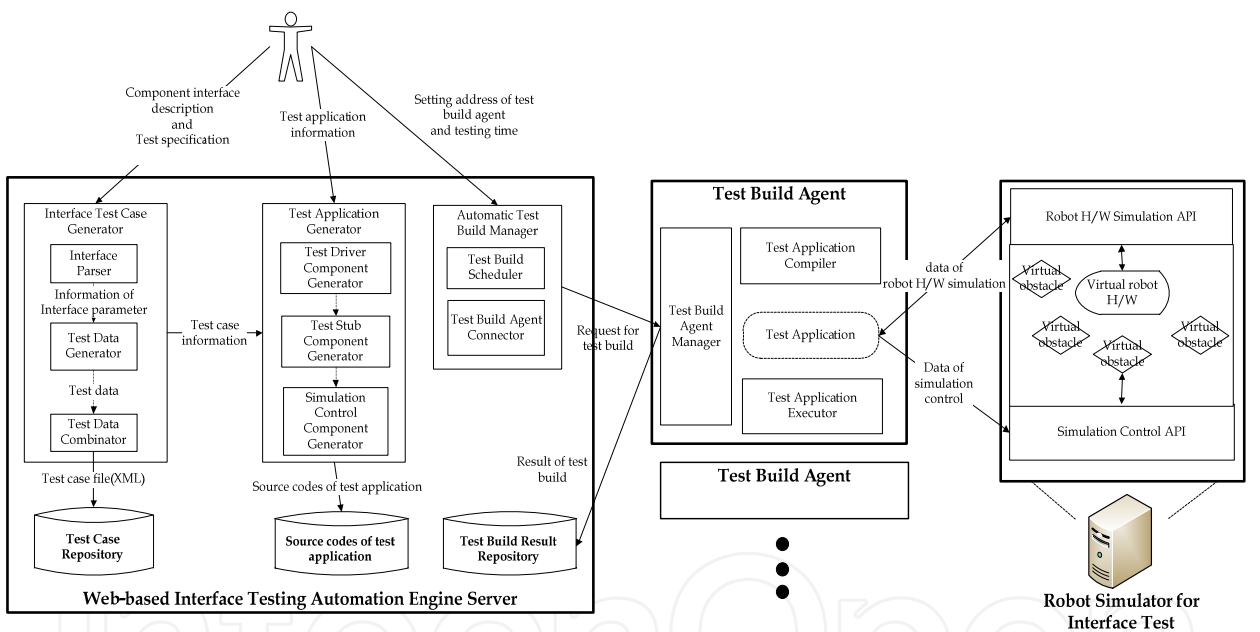 Component interface
description
and
Test specification
Test application
information
Setting address of test
build agent
and testing time
Interface Test Case
Generator
Interface
Parser
Information of
Interface parameter
Test Data
Generator
Test data
Test Data
Combinator
Test case file(XML)
Test Case
Repository
Test case
information
Test Application
Generator
Test Driver
Component
Generator
Test Stub
Component
Generator
Simulation
Control
Component
Generator
Source codes of test application
Source codes of test
application
Automatic Test
Build Manager
Test Build
Scheduler
Test Build Agent
Connector
Request for
test build
Result of test
build
Test Build Result
Repository
Web-based Interface Testing Automation Engine Server
Test Build Agent
Test Build
Agent
Manager
Test Application
Compiler
Test Application
Test Application
Executor
Test Build Agent
data of
robot H/W simulation
Data of
simulation
control
Robot H/W Simulation API
Virtual
obstacle
Virtual robot
H/W
Virtual
obstacle
Virtual
obstacle
Virtual
obstacle
Simulation Control API
Robot Simulator for
Interface Test